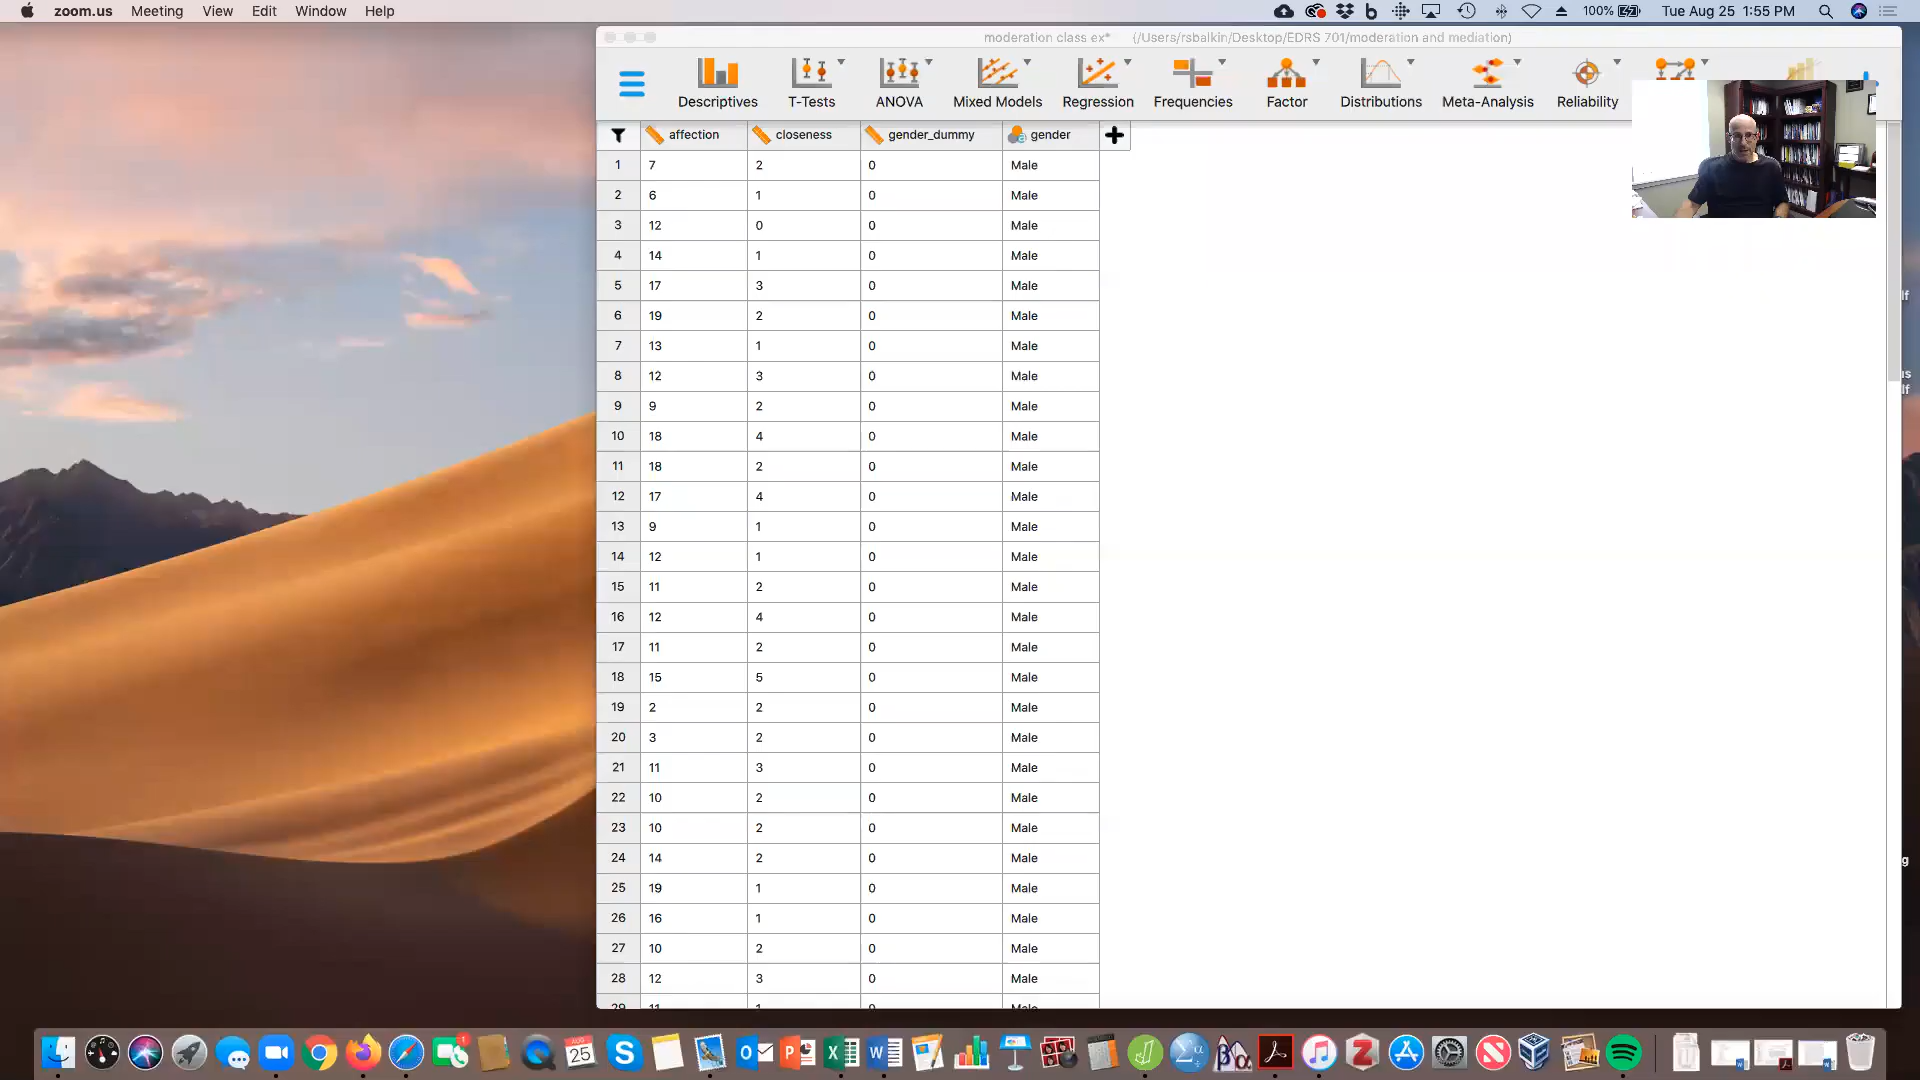 zoom.us Meeting View Edit Window Help 100% Tue Aug 25 1:55 PM
moderation class ex* (/Users/rsbalkin/Desktop/EDRS 701/moderation and mediation)
Descriptives T-Tests ANOVA Mixed Models Regression Frequencies Factor Distributions Meta-Analysis Reliability
affection closeness gender_dummy gender
1 7 2 0 Male
2 6 1 0 Male
3 12 0 0 Male
4 14 1 0 Male
5 17 3 0 Male
6 19 2 0 Male
7 13 1 0 Male
8 12 3 0 Male
9 9 2 0 Male
10 18 4 0 Male
11 18 2 0 Male
12 17 4 0 Male
13 9 1 0 Male
14 12 1 0 Male
15 11 2 0 Male
16 12 4 0 Male
17 11 2 0 Male
18 15 5 0 Male
19 2 2 0 Male
20 3 2 0 Male
21 11 3 0 Male
22 10 2 0 Male
23 10 2 0 Male
24 14 2 0 Male
25 19 1 0 Male
26 16 1 0 Male
27 10 2 0 Male
28 12 3 0 Male
29 11 1 0 Male
AUG
25